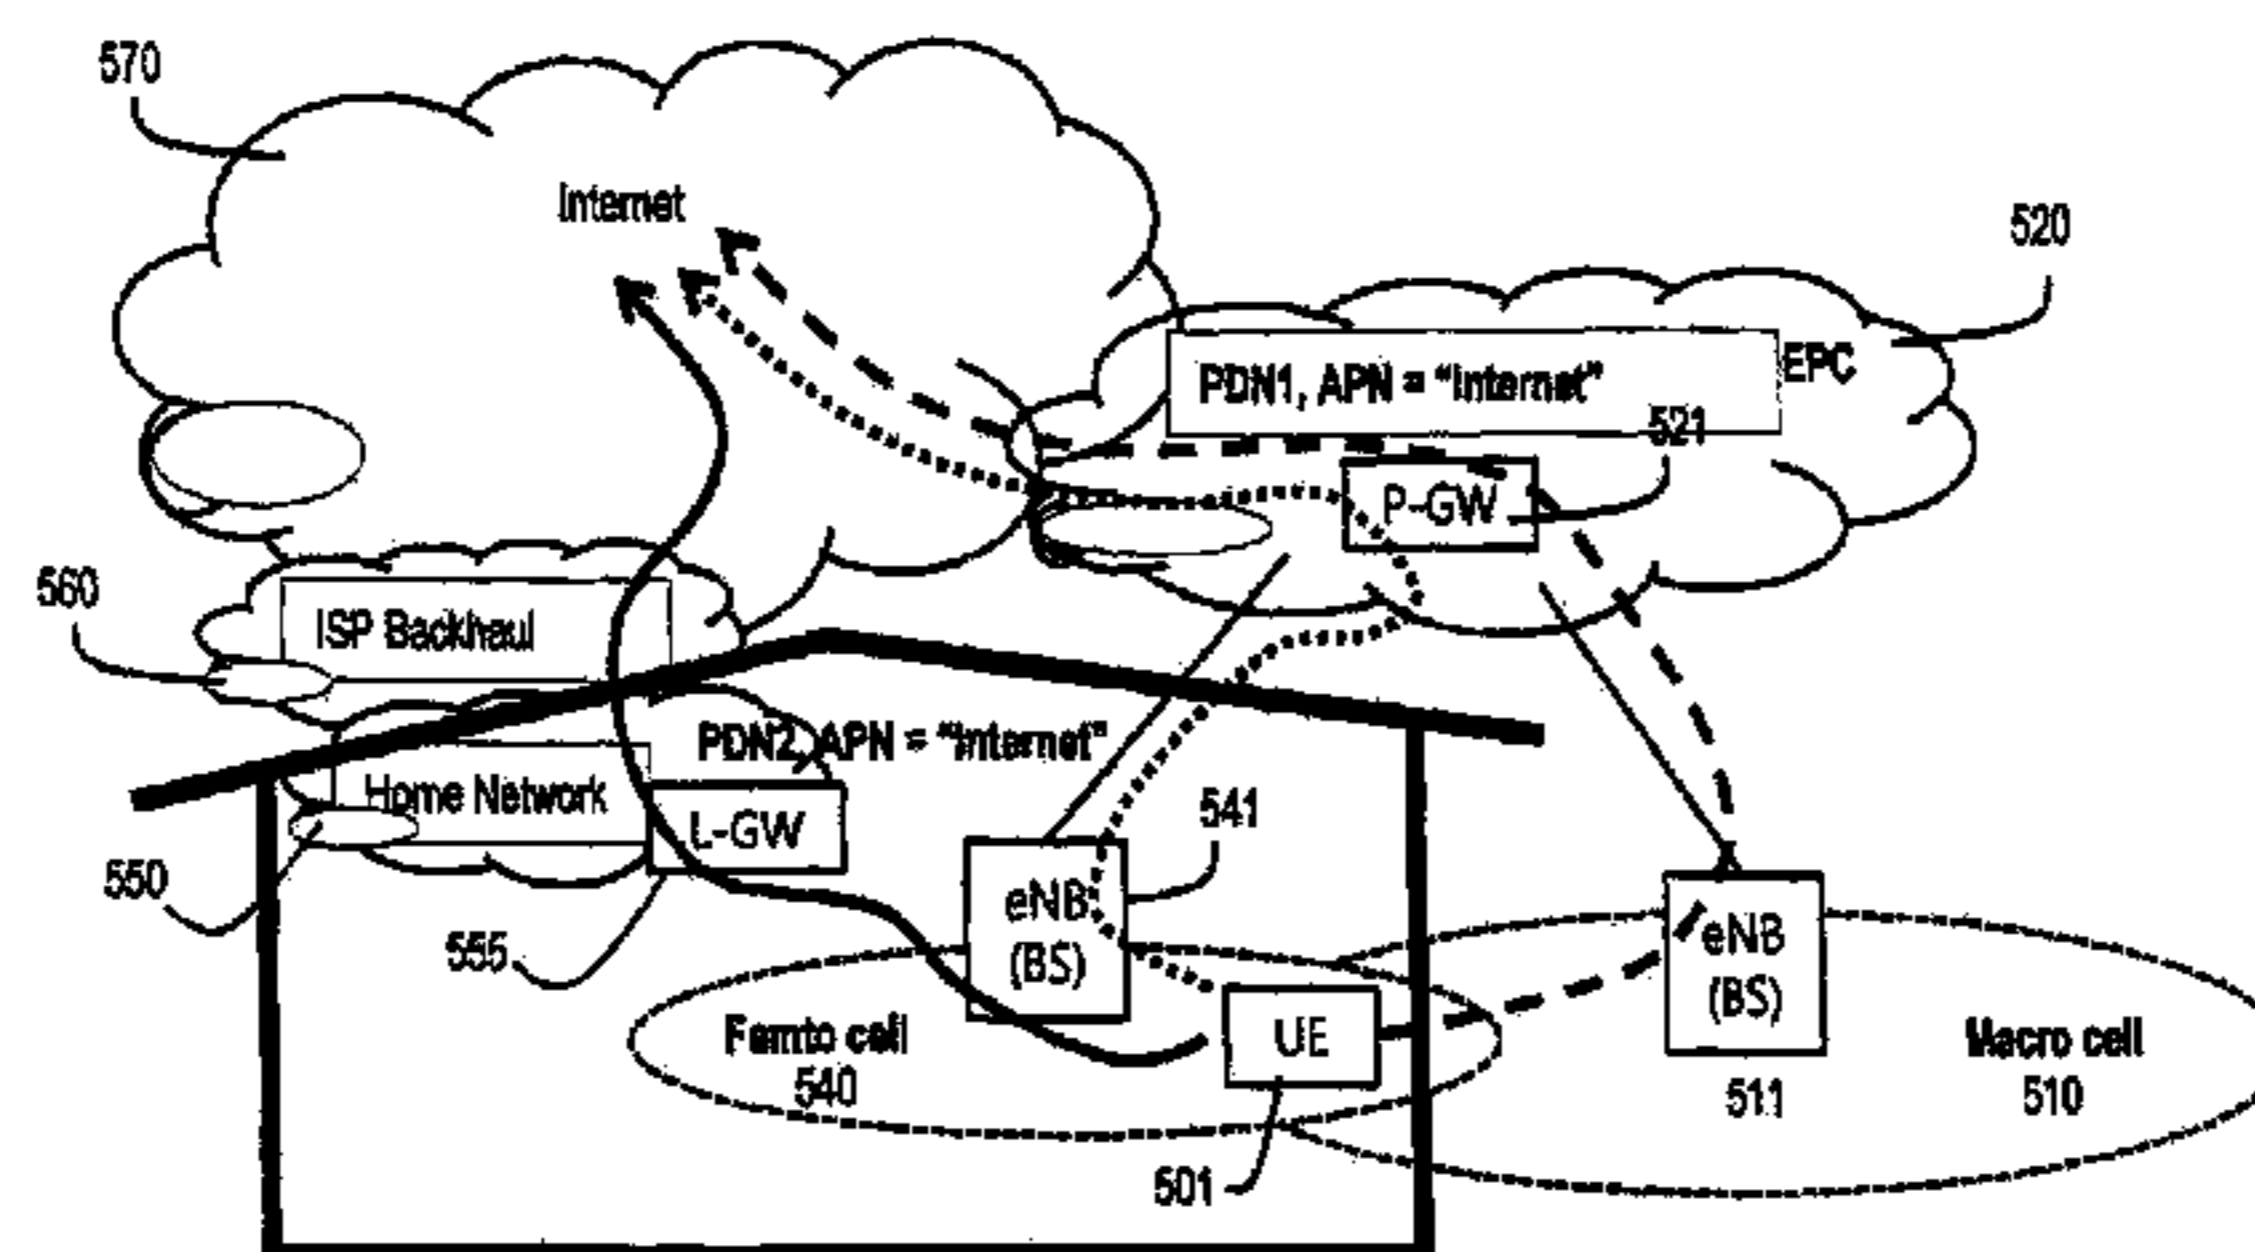 570
Internet
520
PDN1, APN = "Internet"
EPC
521
P-GW
560
ISP Backhaul
PDN2, APN = "Internet"
Home Network
L-GW
541
550
555
eNB
(BS)
eNB
(BS)
UE
Femto cell
540
Macro cell
510
511
501